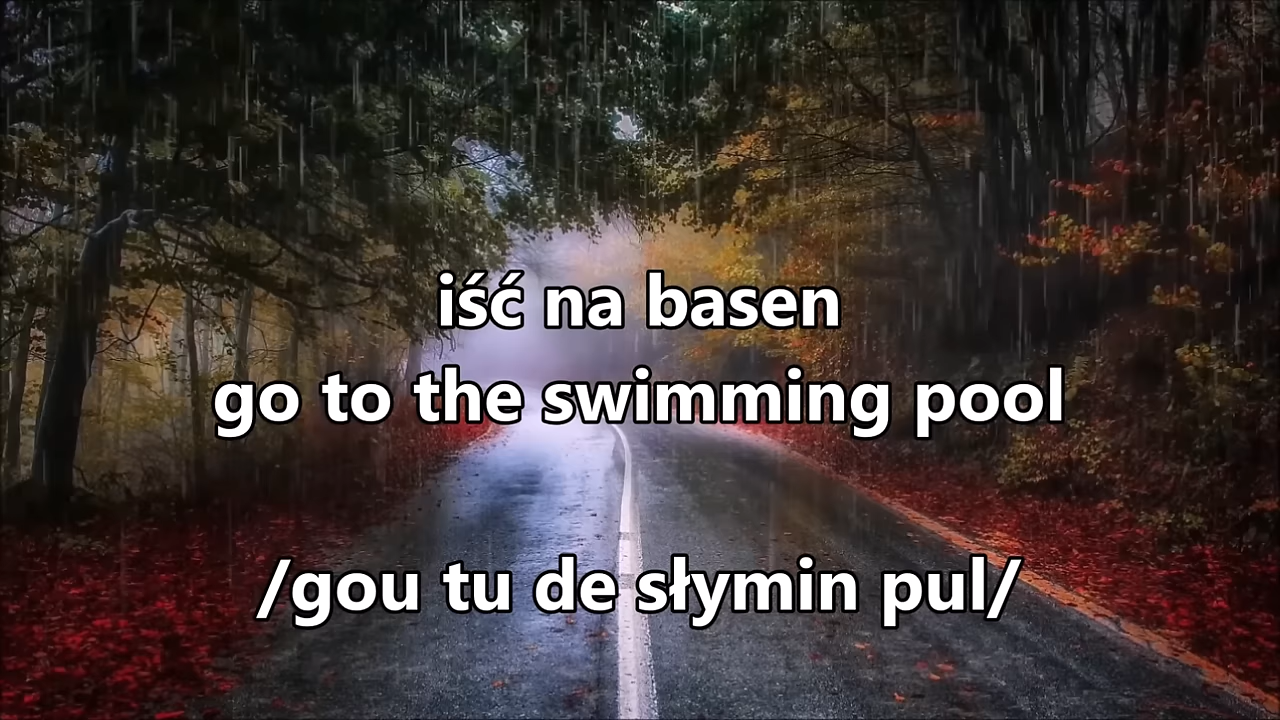 iść na basen
go to the swimming pool
/gou tu de słymin pul/